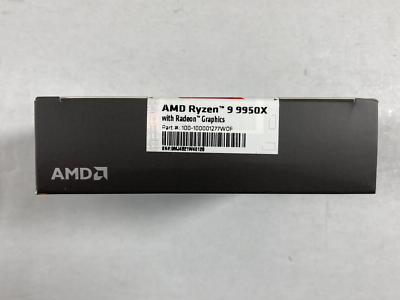 AMD Ryzen™ 9 9950X
with Radeon™ Graphics
Part #: 100-100001277WOF
AMD